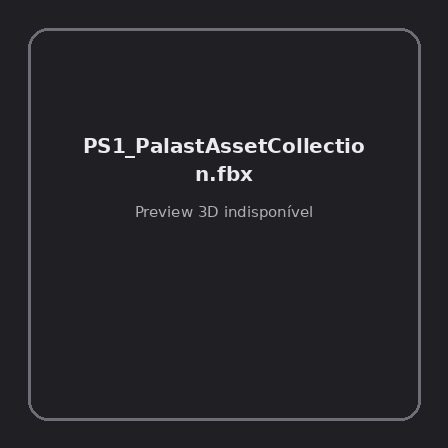 PS1_PalastAssetCollectio
n.fbx
Preview 3D indisponível